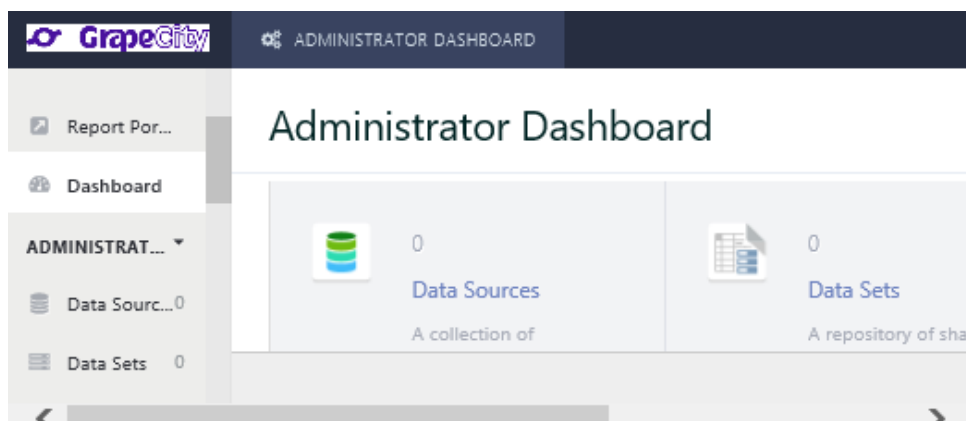 GrapeCity
ADMINISTRATOR DASHBOARD
Report Por...
Dashboard
ADMINISTRAT...
Data Sourc... 0
Data Sets 0
Administrator Dashboard
0
Data Sources
A collection of
0
Data Sets
A repository of sha